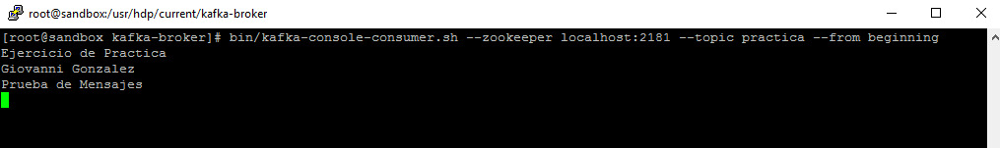 root@sandbox:/usr/hdp/current/kafka-broker
[root@sandbox kafka-broker]# bin/kafka-console-consumer.sh --zookeeper localhost:2181 --topic practica --from beginning
Ejercicio de Practica
Giovanni Gonzalez
Prueba de Mensajes